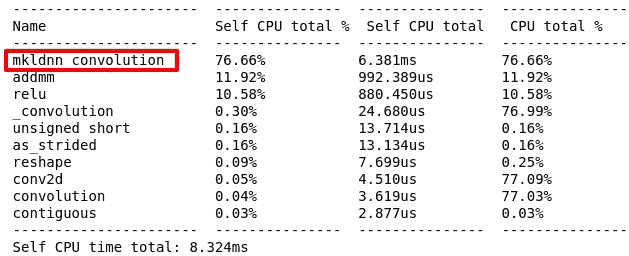 ---------------------- --------------- --------------- ---------------
Name Self CPU total % Self CPU total CPU total %
---------------------- --------------- --------------- ---------------
mkldnn_convolution 76.66% 6.381ms 76.66%
addmm 11.92% 992.389us 11.92%
relu 10.58% 880.450us 10.58%
_convolution 0.30% 24.680us 76.99%
unsigned short 0.16% 13.714us 0.16%
as_strided 0.16% 13.134us 0.16%
reshape 0.09% 7.699us 0.25%
conv2d 0.05% 4.510us 77.09%
convolution 0.04% 3.619us 77.03%
contiguous 0.03% 2.877us 0.03%
---------------------- --------------- --------------- ---------------
Self CPU time total: 8.324ms